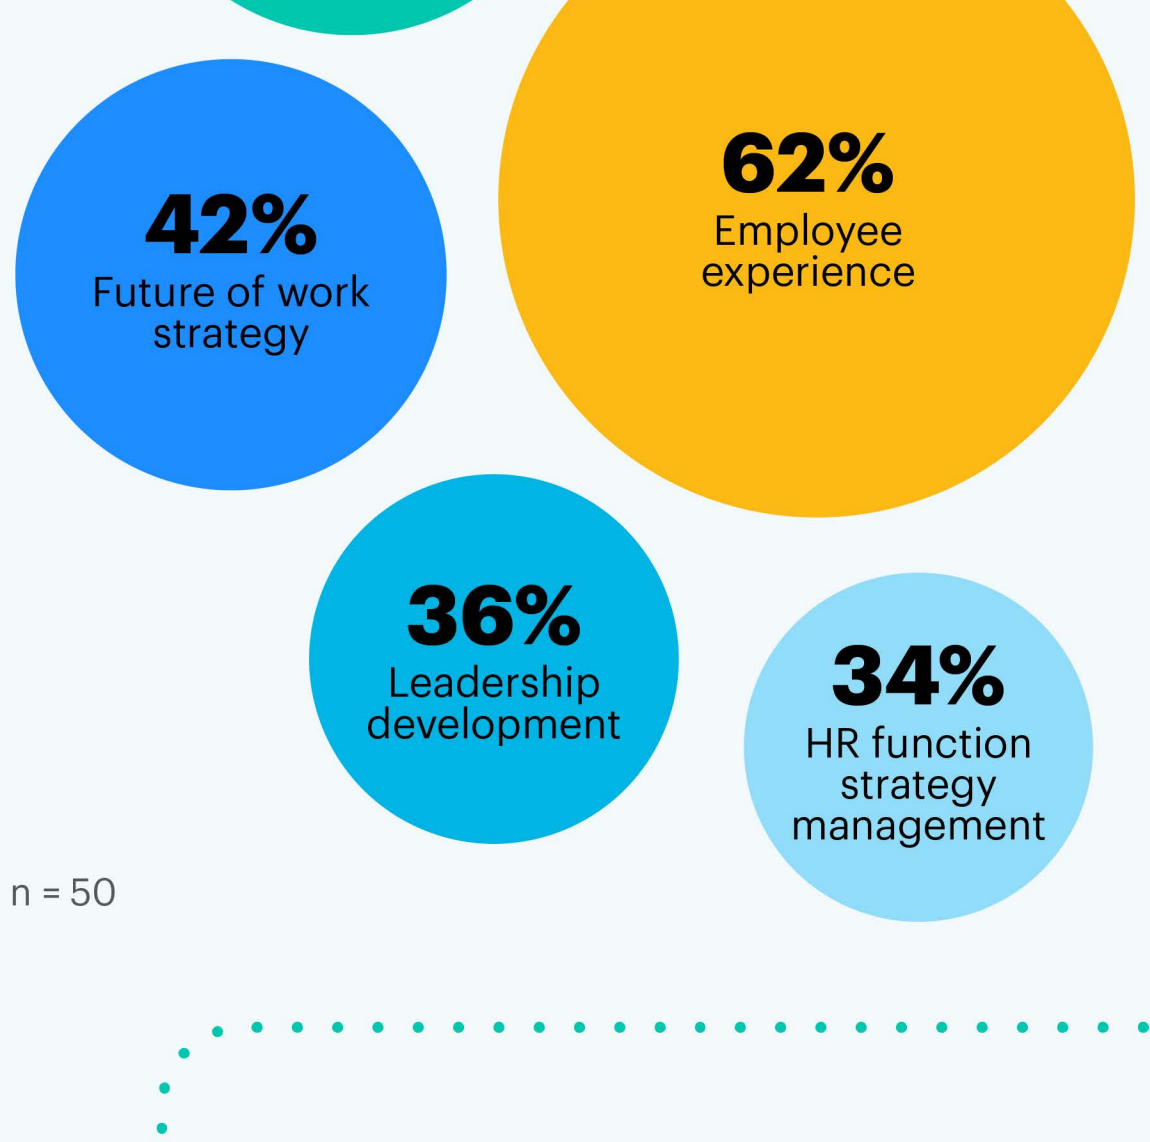 62%
Employee
experience
42%
Future of work
strategy
36%
Leadership
development
34%
HR function
strategy
management
n = 50